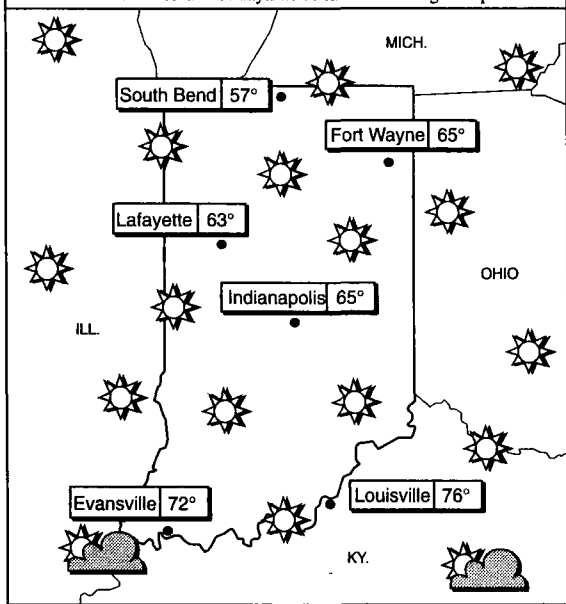 MICH.
South Bend 57°
Fort Wayne 65°
Lafayette 63°
OHIO
Indianapolis 65°
ILL.
Evansville 72°
Louisville 76°
KY.